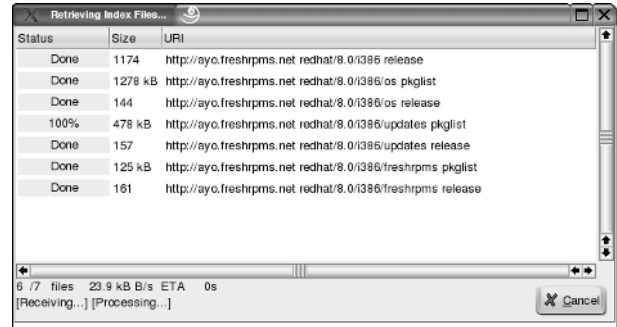 Retrieving Index Files...
Status Size URI
Done 1174 http://ayo.freshrpms.net redhat/8.0/i386 release
Done 1278 kB http://ayo.freshrpms.net redhat/8.0/i386/os pkglist
Done 144 http://ayo.freshrpms.net redhat/8.0/i386/os release
100% 478 kB http://ayo.freshrpms.net redhat/8.0/i386/updates pkglist
Done 157 http://ayo.freshrpms.net redhat/8.0/i386/updates release
Done 125 kB http://ayo.freshrpms.net redhat/8.0/i386/freshrpms pkglist
Done 161 http://ayo.freshrpms.net redhat/8.0/i386/freshrpms release
6 /7 files 23.9 kB B/s ETA 0s
[Receiving...] [Processing...]
Cancel